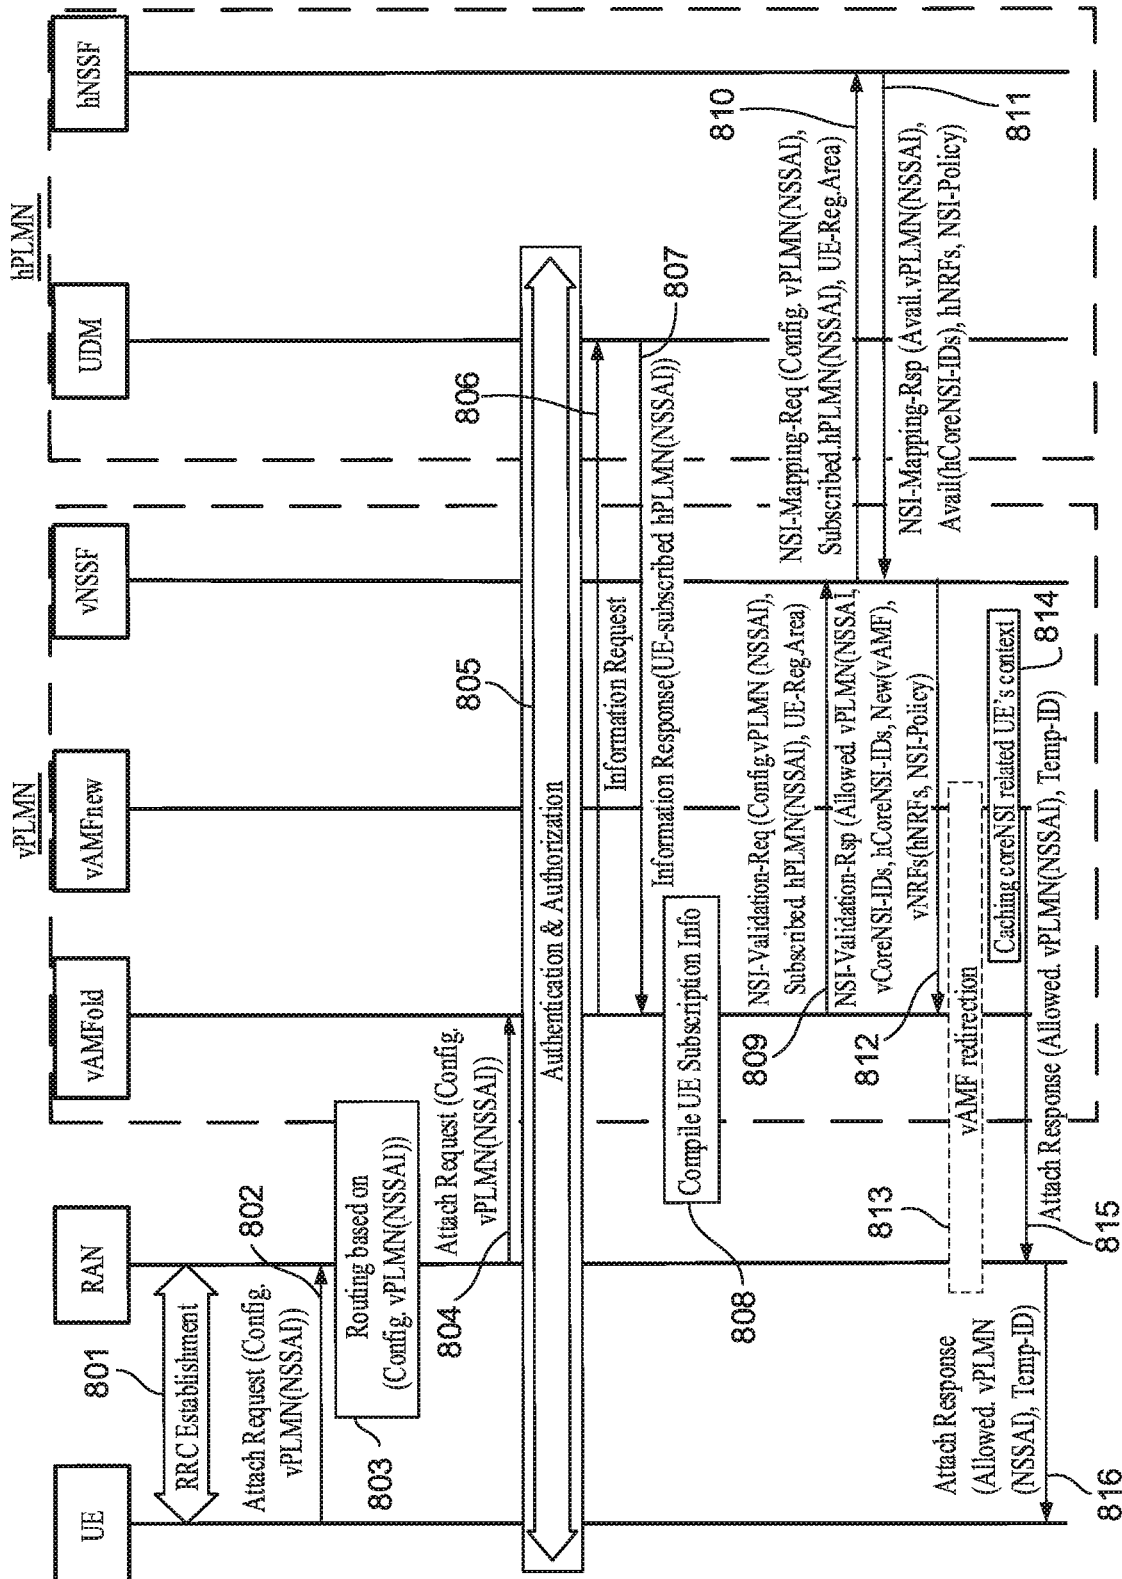 hPLMN
vPLMN
UE
RAN
vAMFold
vAMFnew
vNSSF
UDM
hNSSF
801
RRC Establishment
Attach Request (Config.
vPLMN(NSSAI))
802
Routing based on
(Config. vPLMN(NSSAI))
803
Attach Request (Config.
vPLMN(NSSAI))
804
805
Authentication & Authorization
806
Information Request
807
Information Response(UE-subscribed hPLMN(NSSAI))
Compile UE Subscription Info
808
NSI-Validation-Req (Config.vPLMN (NSSAI),
Subscribed hPLMN(NSSAI), UE-Reg.Area)
809
NSI-Mapping-Req (Config. vPLMN(NSSAI),
Subscribed.hPLMN(NSSAI), UE-Reg.Area)
810
NSI-Mapping-Rsp (Avail.vPLMN(NSSAI),
Avail(hCoreNSI-IDs), hNRFs, NSI-Policy)
811
NSI-Validation-Rsp (Allowed. vPLMN(NSSAI,
vCoreNSI-IDs, hCoreNSI-IDs, New(vAMF),
vNRFs(hNRFs, NSI-Policy)
812
813
vAMF redirection
Caching coreNSI related UE's context
814
Attach Response (Allowed. vPLMN(NSSAI), Temp-ID)
815
Attach Response
(Allowed. vPLMN
(NSSAI), Temp-ID)
816